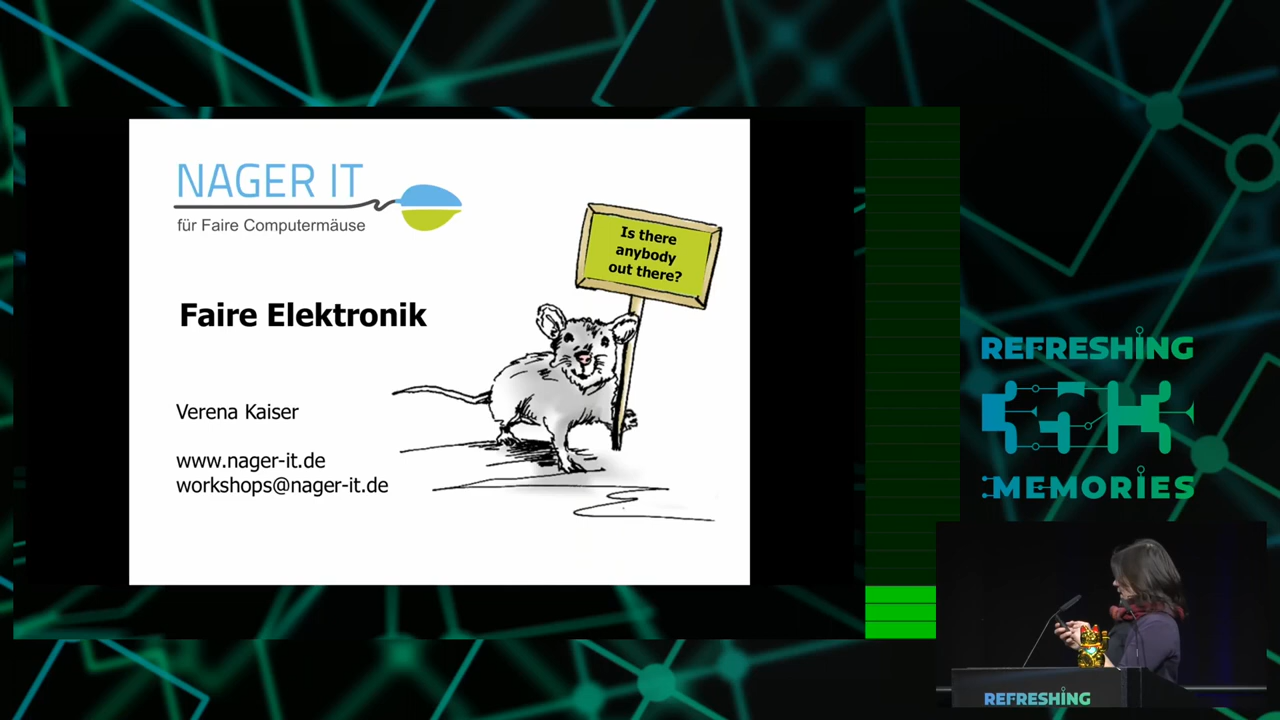 NAGER IT
für Faire Computermäuse
Is there
anybody
out there?
Faire Elektronik
Verena Kaiser
www.nager-it.de
workshops@nager-it.de
REFRESHING
35C3
MEMORIES
REFRESHING